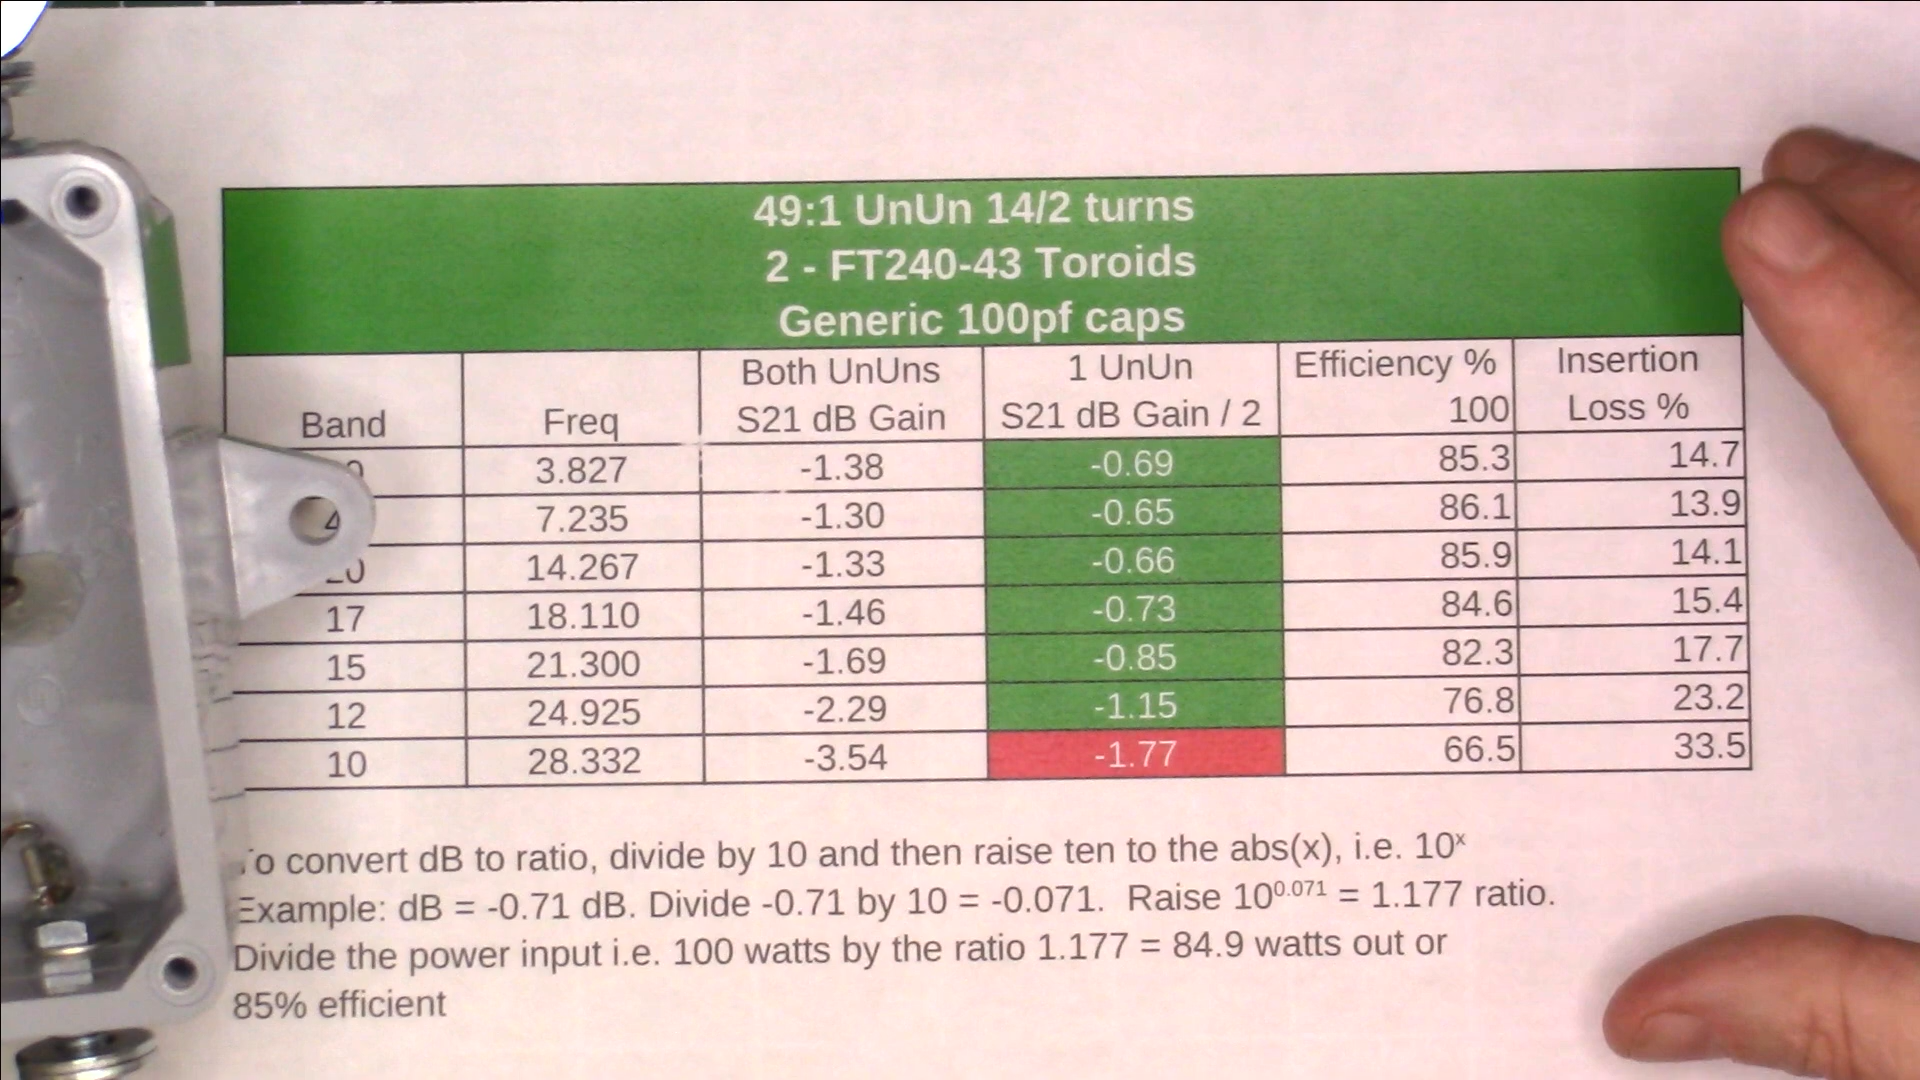 49:1 UnUn 14/2 turns
2 - FT240-43 Toroids
Generic 100pf caps
Band Freq Both UnUns S21 dB Gain 1 UnUn S21 dB Gain / 2 Efficiency % 100 Insertion Loss %
3.827 -1.38 -0.69 85.3 14.7
7.235 -1.30 -0.65 86.1 13.9
14.267 -1.33 -0.66 85.9 14.1
17 18.110 -1.46 -0.73 84.6 15.4
15 21.300 -1.69 -0.85 82.3 17.7
12 24.925 -2.29 -1.15 76.8 23.2
10 28.332 -3.54 -1.77 66.5 33.5
To convert dB to ratio, divide by 10 and then raise ten to the abs(x), i.e. 10ˣ
Example: dB = -0.71 dB. Divide -0.71 by 10 = -0.071. Raise 10⁰·⁰⁷¹ = 1.177 ratio.
Divide the power input i.e. 100 watts by the ratio 1.177 = 84.9 watts out or
85% efficient